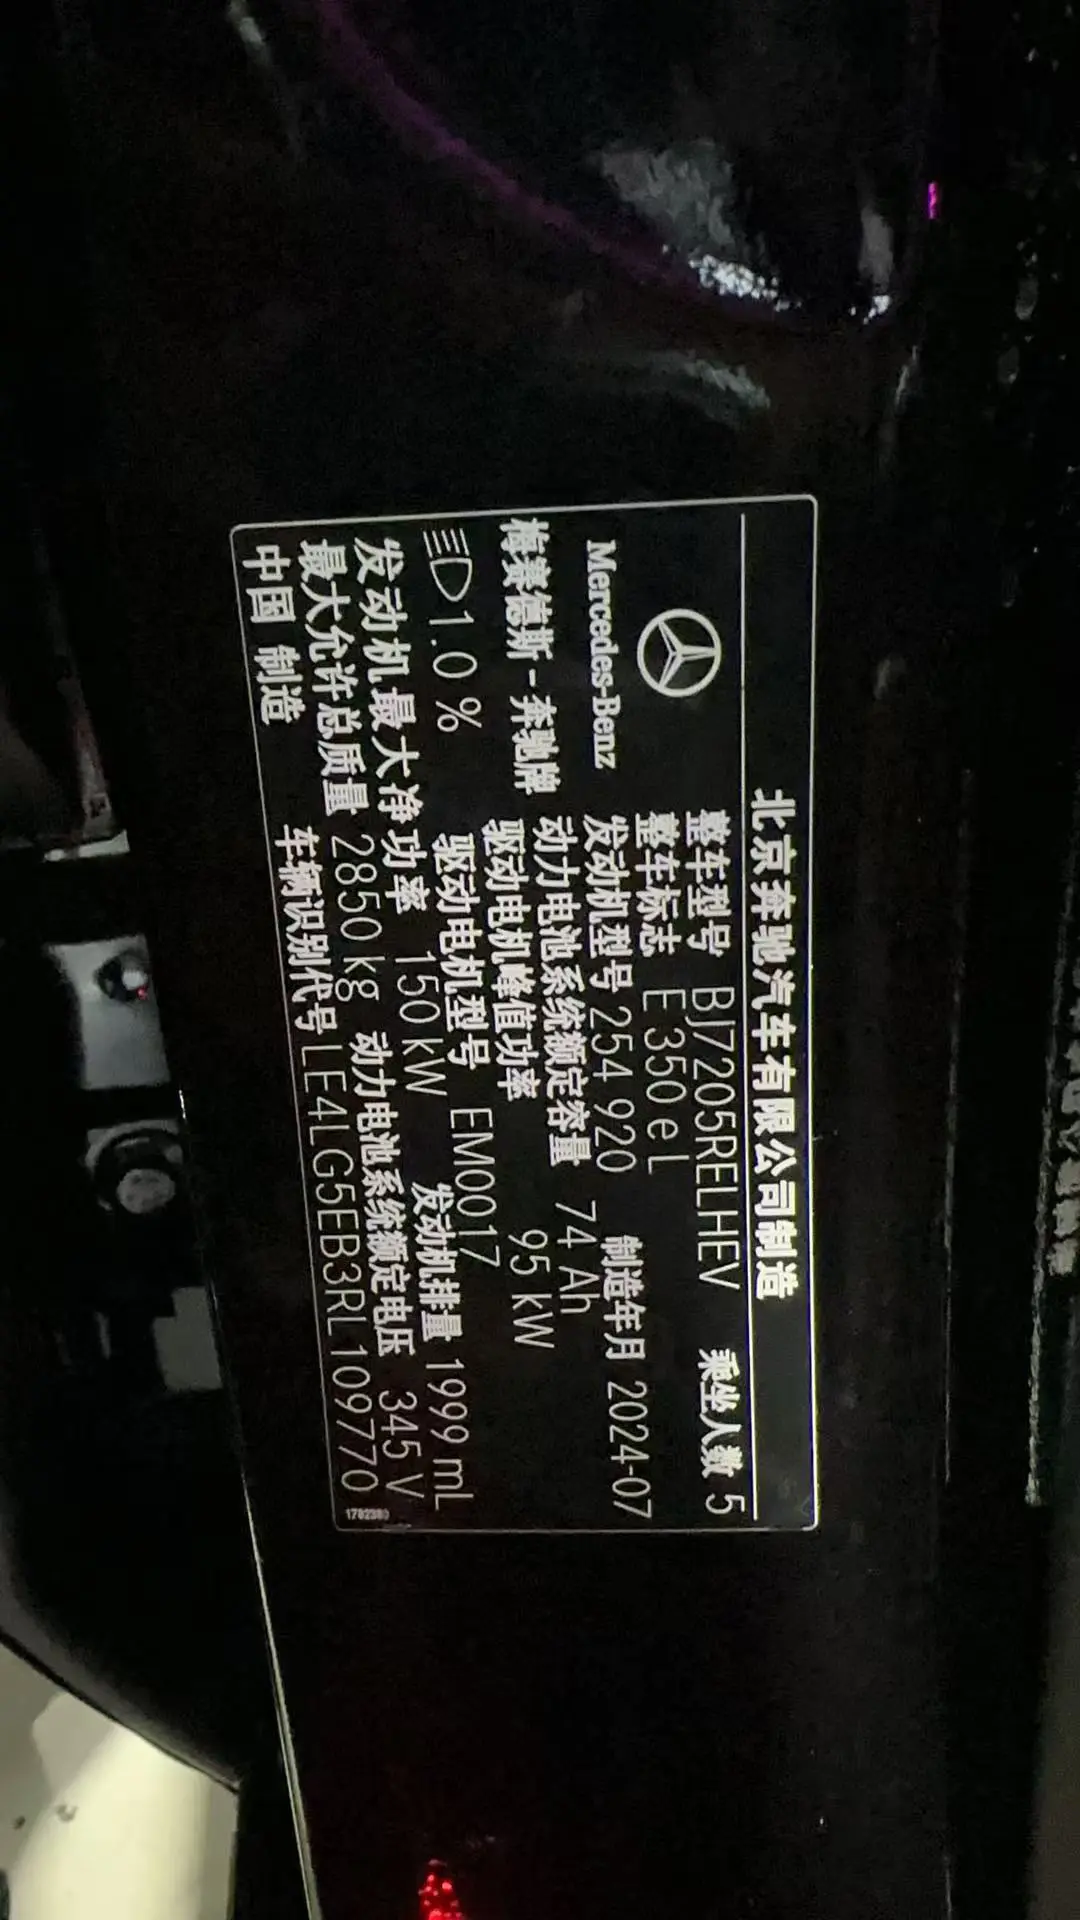 北京奔驰汽车有限公司制造
整车型号 BJ7205RELHEV 乘坐人数 5
整车标志 E 350 e L
Mercedes-Benz 发动机型号 254 920 制造年月 2024-07
动力电池系统额定容量 74 Ah
梅赛德斯-奔驰牌 驱动电机峰值功率 95 kW
1.0 % 驱动电机型号 EM0017
发动机最大净功率 150 kW 发动机排量 1999 mL
最大允许总质量 2850 kg 动力电池系统额定电压 345 V
中国 制造 车辆识别代号 LE4LG5EB3RL109770